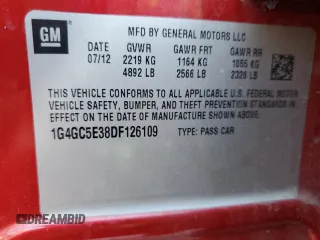 GM
MFD BY GENERAL MOTORS LLC
07/12 GVWR GAWR FRT GAWR RR
2219 KG 1164 KG 1055 KG
4892 LB 2566 LB 2326 LB
THIS VEHICLE CONFORMS TO ALL APPLICABLE U.S. FEDERAL MOTOR
VEHICLE SAFETY, BUMPER, AND THEFT PREVENTION STANDARDS IN
EFFECT ON THE DATE OF MANUFACTURE SHOWN ABOVE.
1G4GC5E38DF126109 TYPE: PASS CAR
DREAMBID